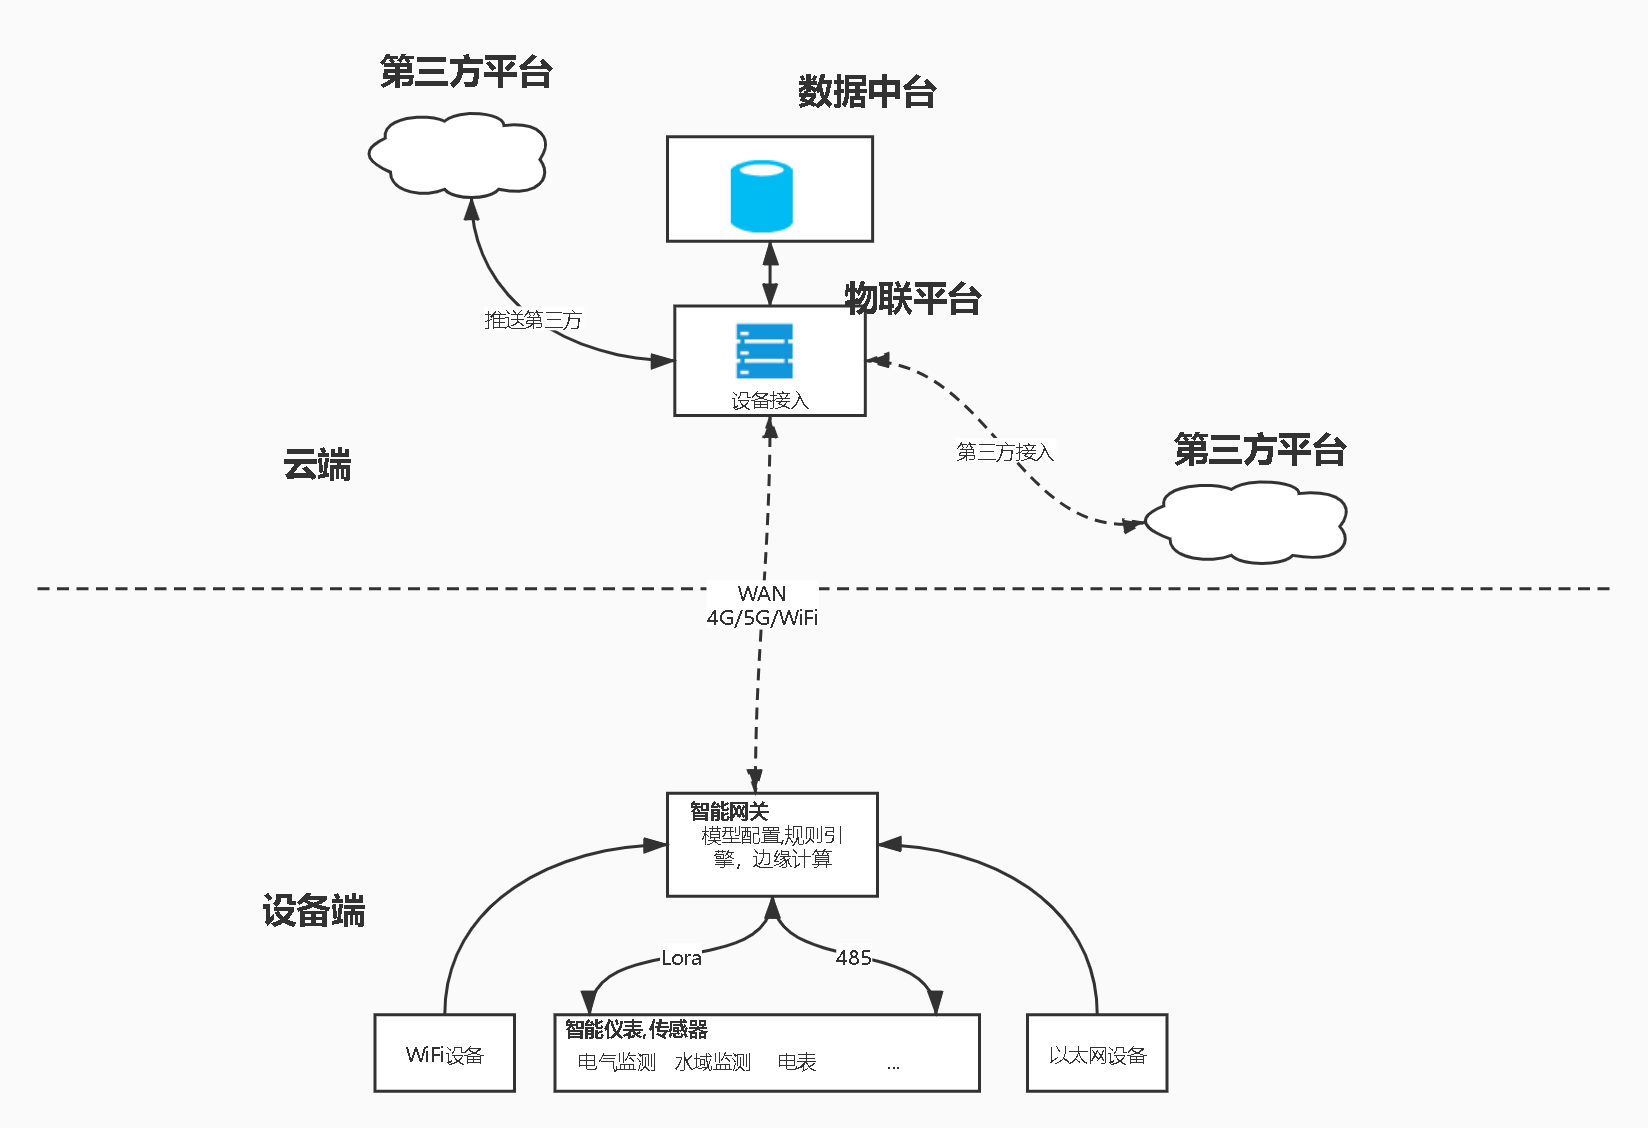 第三方平台
数据中台
物联平台
推送第三方
设备接入
第三方平台
第三方接入
云端
WAN
4G/5G/WiFi
智能网关
模型配置,规则引
擎，边缘计算
设备端
Lora
485
智能仪表,传感器
WiFi设备
电气监测 水域监测 电表 ...
以太网设备